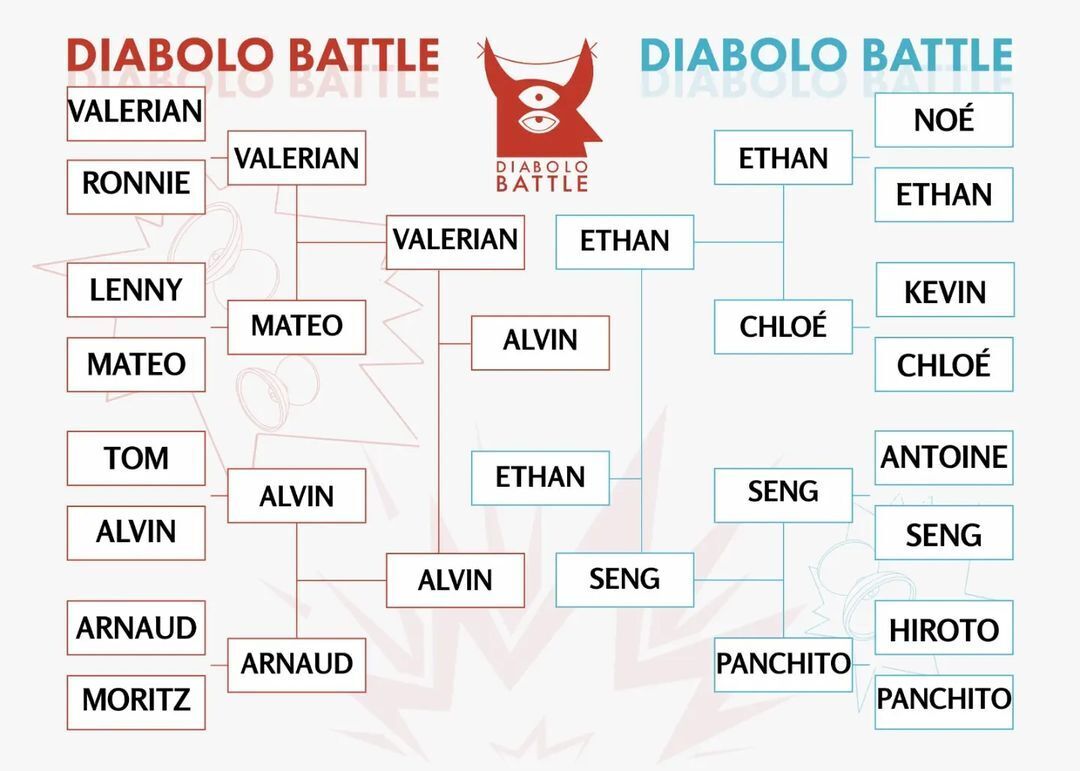 DIABOLO BATTLE
DIABOLO BATTLE
DIABOLO
BATTLE
VALERIAN
RONNIE
LENNY
MATEO
TOM
ALVIN
ARNAUD
MORITZ
VALERIAN
MATEO
ALVIN
ARNAUD
VALERIAN
ALVIN
ALVIN
ETHAN
ETHAN
SENG
ETHAN
CHLOÉ
SENG
PANCHITO
NOÉ
ETHAN
KEVIN
CHLOÉ
ANTOINE
SENG
HIROTO
PANCHITO